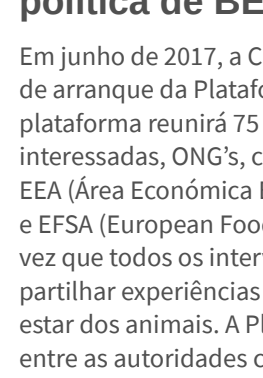 política de BE
Em junho de 2017, a C
de arranque da Platafo
plataforma reunirá 75
interessadas, ONG's, c
EEA (Área Económica E
e EFSA (European Food
vez que todos os inter
partilhar experiências
estar dos animais. A Pl
entre as autoridades c